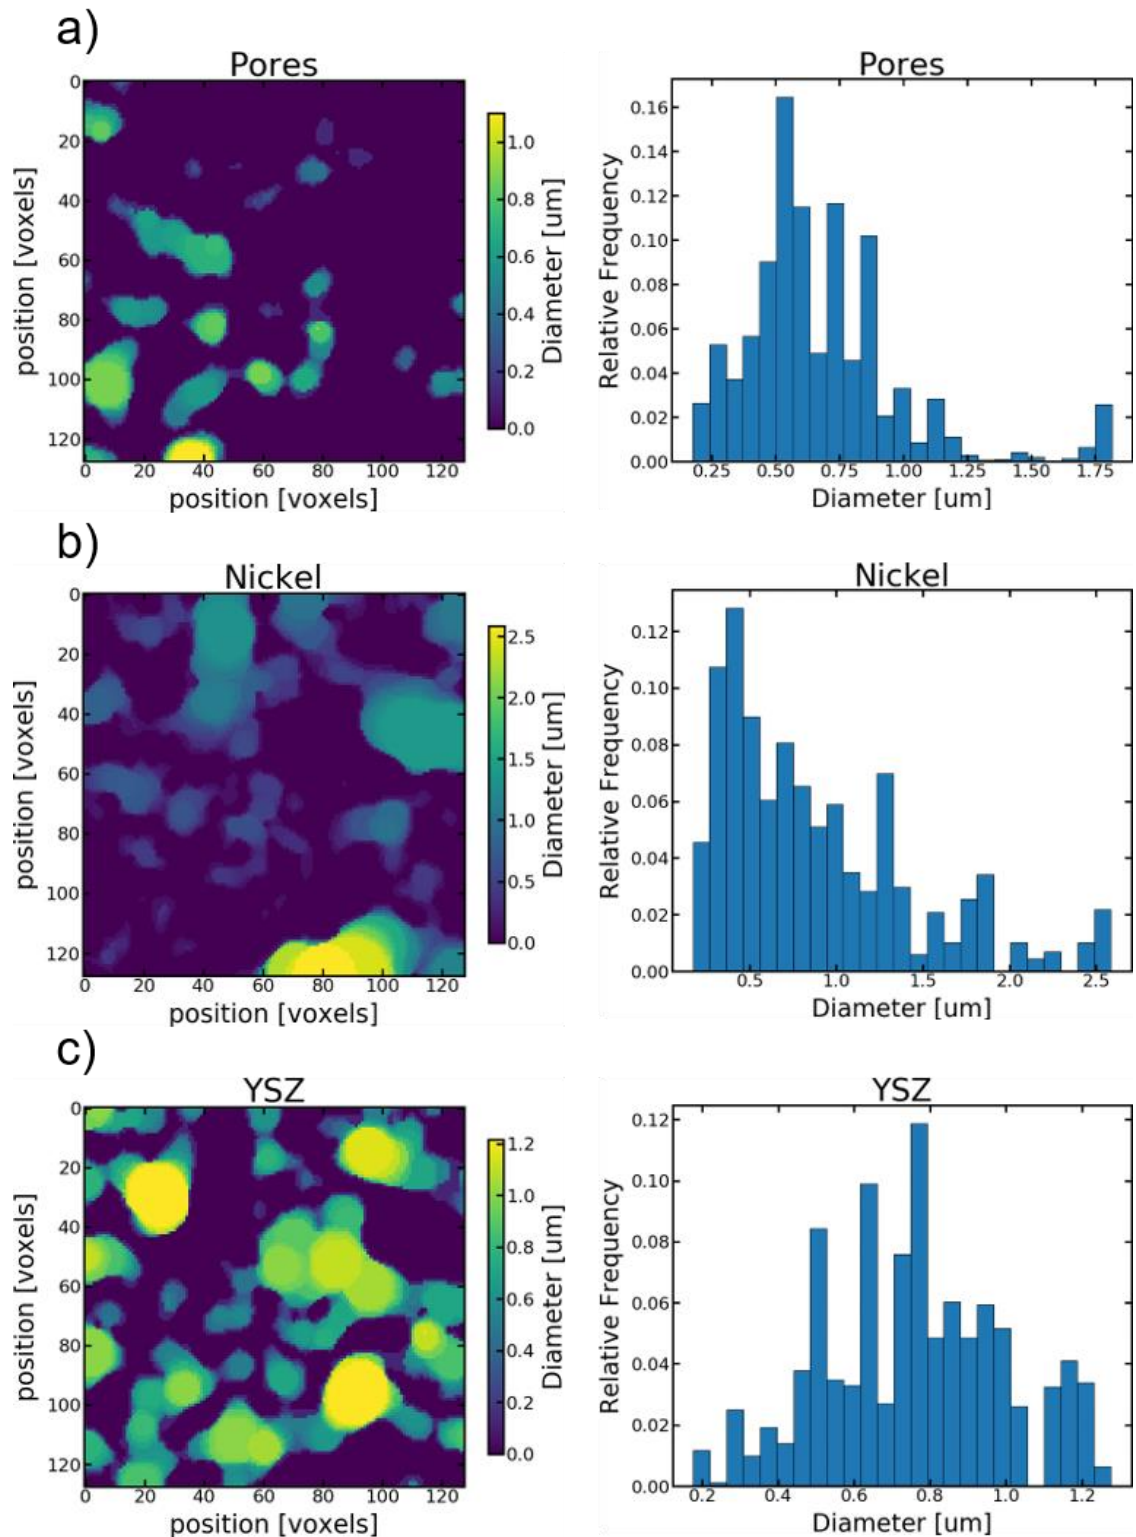 a)
Pores
0
20
40
60
80
100
120
position [voxels]
0 20 40 60 80 100 120
position [voxels]
1.0
0.8
0.6
0.4
0.2
0.0
Diameter [um]
Pores
0.16
0.14
0.12
0.10
0.08
0.06
0.04
0.02
0.00
Relative Frequency
0.25 0.50 0.75 1.00 1.25 1.50 1.75
Diameter [um]
b)
Nickel
0
20
40
60
80
100
120
position [voxels]
0 20 40 60 80 100 120
position [voxels]
2.5
2.0
1.5
1.0
0.5
0.0
Diameter [um]
Nickel
0.12
0.10
0.08
0.06
0.04
0.02
0.00
Relative Frequency
0.5 1.0 1.5 2.0 2.5
Diameter [um]
c)
YSZ
0
20
40
60
80
100
120
position [voxels]
0 20 40 60 80 100 120
position [voxels]
1.2
1.0
0.8
0.6
0.4
0.2
0.0
Diameter [um]
YSZ
0.12
0.10
0.08
0.06
0.04
0.02
0.00
Relative Frequency
0.2 0.4 0.6 0.8 1.0 1.2
Diameter [um]